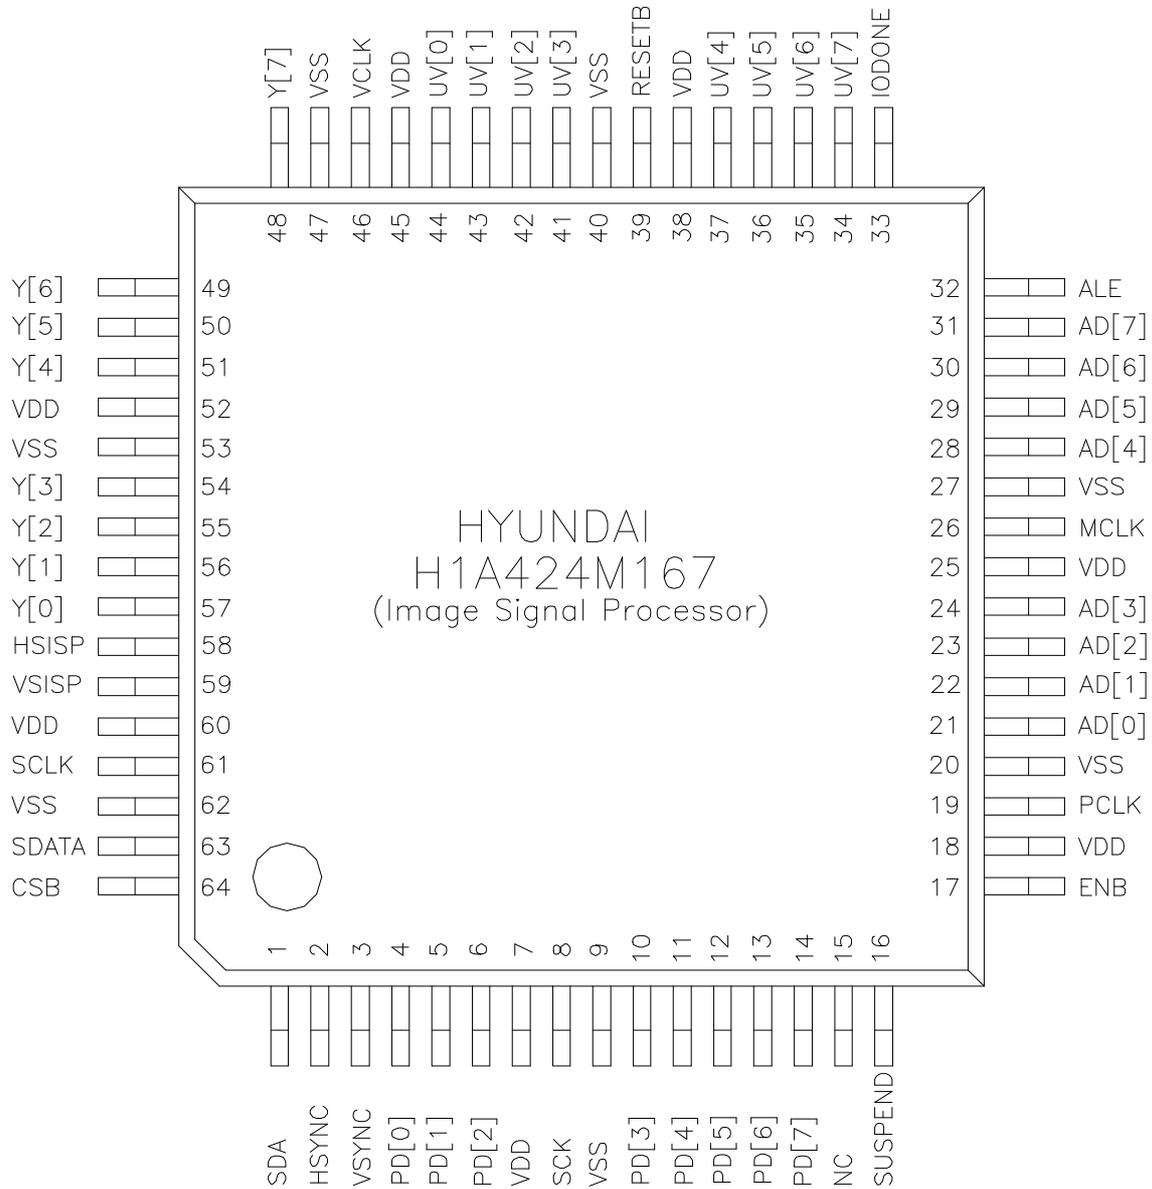 Y[7] VSS VCLK VDD UV[0] UV[1] UV[2] UV[3] VSS RESETB VDD UV[4] UV[5] UV[6] UV[7] IODONE
48 47 46 45 44 43 42 41 40 39 38 37 36 35 34 33
Y[6] 49 32 ALE
Y[5] 50 31 AD[7]
Y[4] 51 30 AD[6]
VDD 52 29 AD[5]
VSS 53 28 AD[4]
Y[3] 54 27 VSS
Y[2] 55 26 MCLK
Y[1] 56 25 VDD
Y[0] 57 24 AD[3]
HSISP 58 23 AD[2]
VSISP 59 22 AD[1]
VDD 60 21 AD[0]
SCLK 61 20 VSS
VSS 62 19 PCLK
SDATA 63 18 VDD
CSB 64 17 ENB
HYUNDAI
H1A424M167
(Image Signal Processor)
1 2 3 4 5 6 7 8 9 10 11 12 13 14 15 16
SDA HSYNC VSYNC PD[0] PD[1] PD[2] VDD SCK VSS PD[3] PD[4] PD[5] PD[6] PD[7] NC SUSPEND